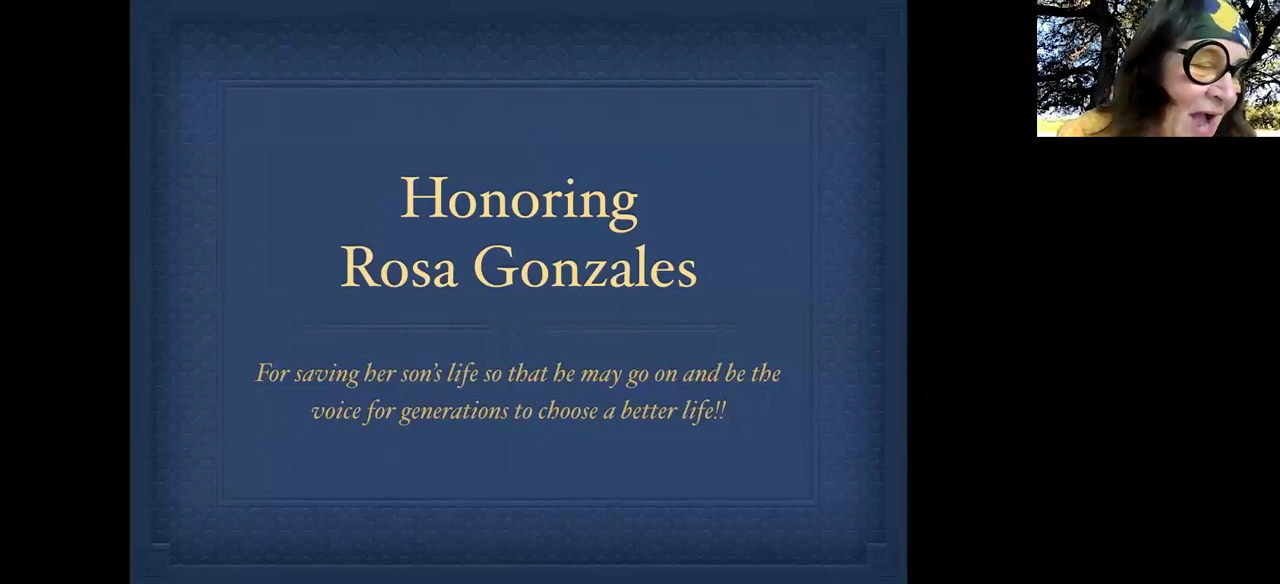 Honoring
Rosa Gonzales
For saving her son's life so that he may go on and be the
voice for generations to choose a better life!!